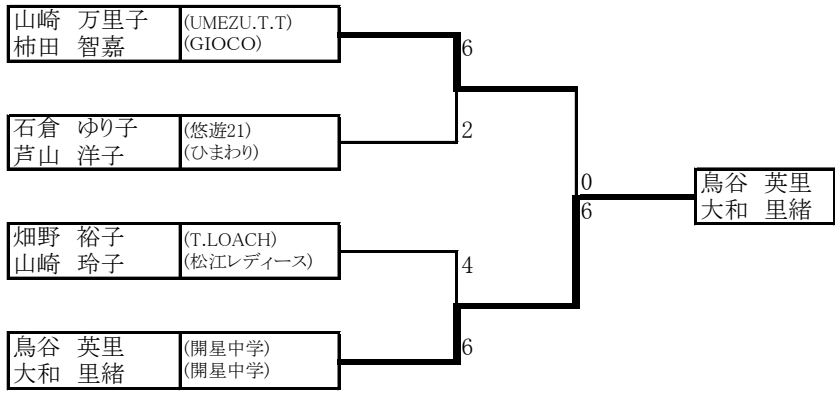 山崎 万里子 (UMEZU.T.T)
柿田 智嘉 (GIOCO)
6
石倉 ゆり子 (悠遊21)
芦山 洋子 (ひまわり)
2
0
6
鳥谷 英里
大和 里緒
畑野 裕子 (T.LOACH)
山崎 玲子 (松江レディース)
4
鳥谷 英里 (開星中学)
大和 里緒 (開星中学)
6